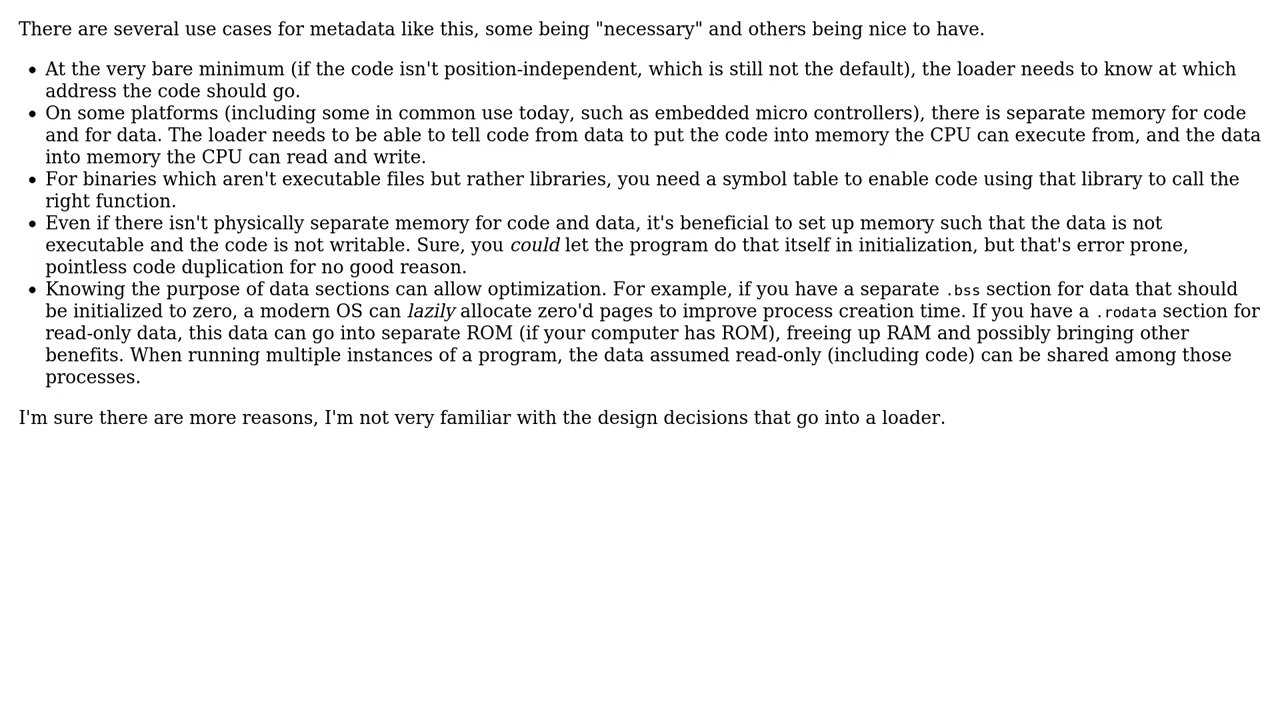 There are several use cases for metadata like this, some being "necessary" and others being nice to have.
• At the very bare minimum (if the code isn't position-independent, which is still not the default), the loader needs to know at which
address the code should go.
• On some platforms (including some in common use today, such as embedded micro controllers), there is separate memory for code
and for data. The loader needs to be able to tell code from data to put the code into memory the CPU can execute from, and the data
into memory the CPU can read and write.
• For binaries which aren't executable files but rather libraries, you need a symbol table to enable code using that library to call the
right function.
• Even if there isn't physically separate memory for code and data, it's beneficial to set up memory such that the data is not
executable and the code is not writable. Sure, you could let the program do that itself in initialization, but that's error prone,
pointless code duplication for no good reason.
• Knowing the purpose of data sections can allow optimization. For example, if you have a separate .bss section for data that should
be initialized to zero, a modern OS can lazily allocate zero'd pages to improve process creation time. If you have a .rodata section for
read-only data, this data can go into separate ROM (if your computer has ROM), freeing up RAM and possibly bringing other
benefits. When running multiple instances of a program, the data assumed read-only (including code) can be shared among those
processes.
I'm sure there are more reasons, I'm not very familiar with the design decisions that go into a loader.